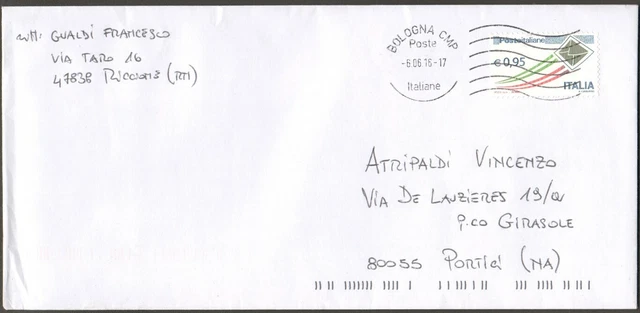 Mitt: GUALDI FRANCESCO
VIA TARO 16
47838 RICCIONE (RN)
BOLOGNA CMP
Poste
-6.06.16-17
Italiane
Posteitaliane
€ 0,95
ITALIA
ATRIPALDI VINCENZO
VIA DE LAUZIERES 19/a
P.CO GIRASOLE
80055 PORTICI (NA)